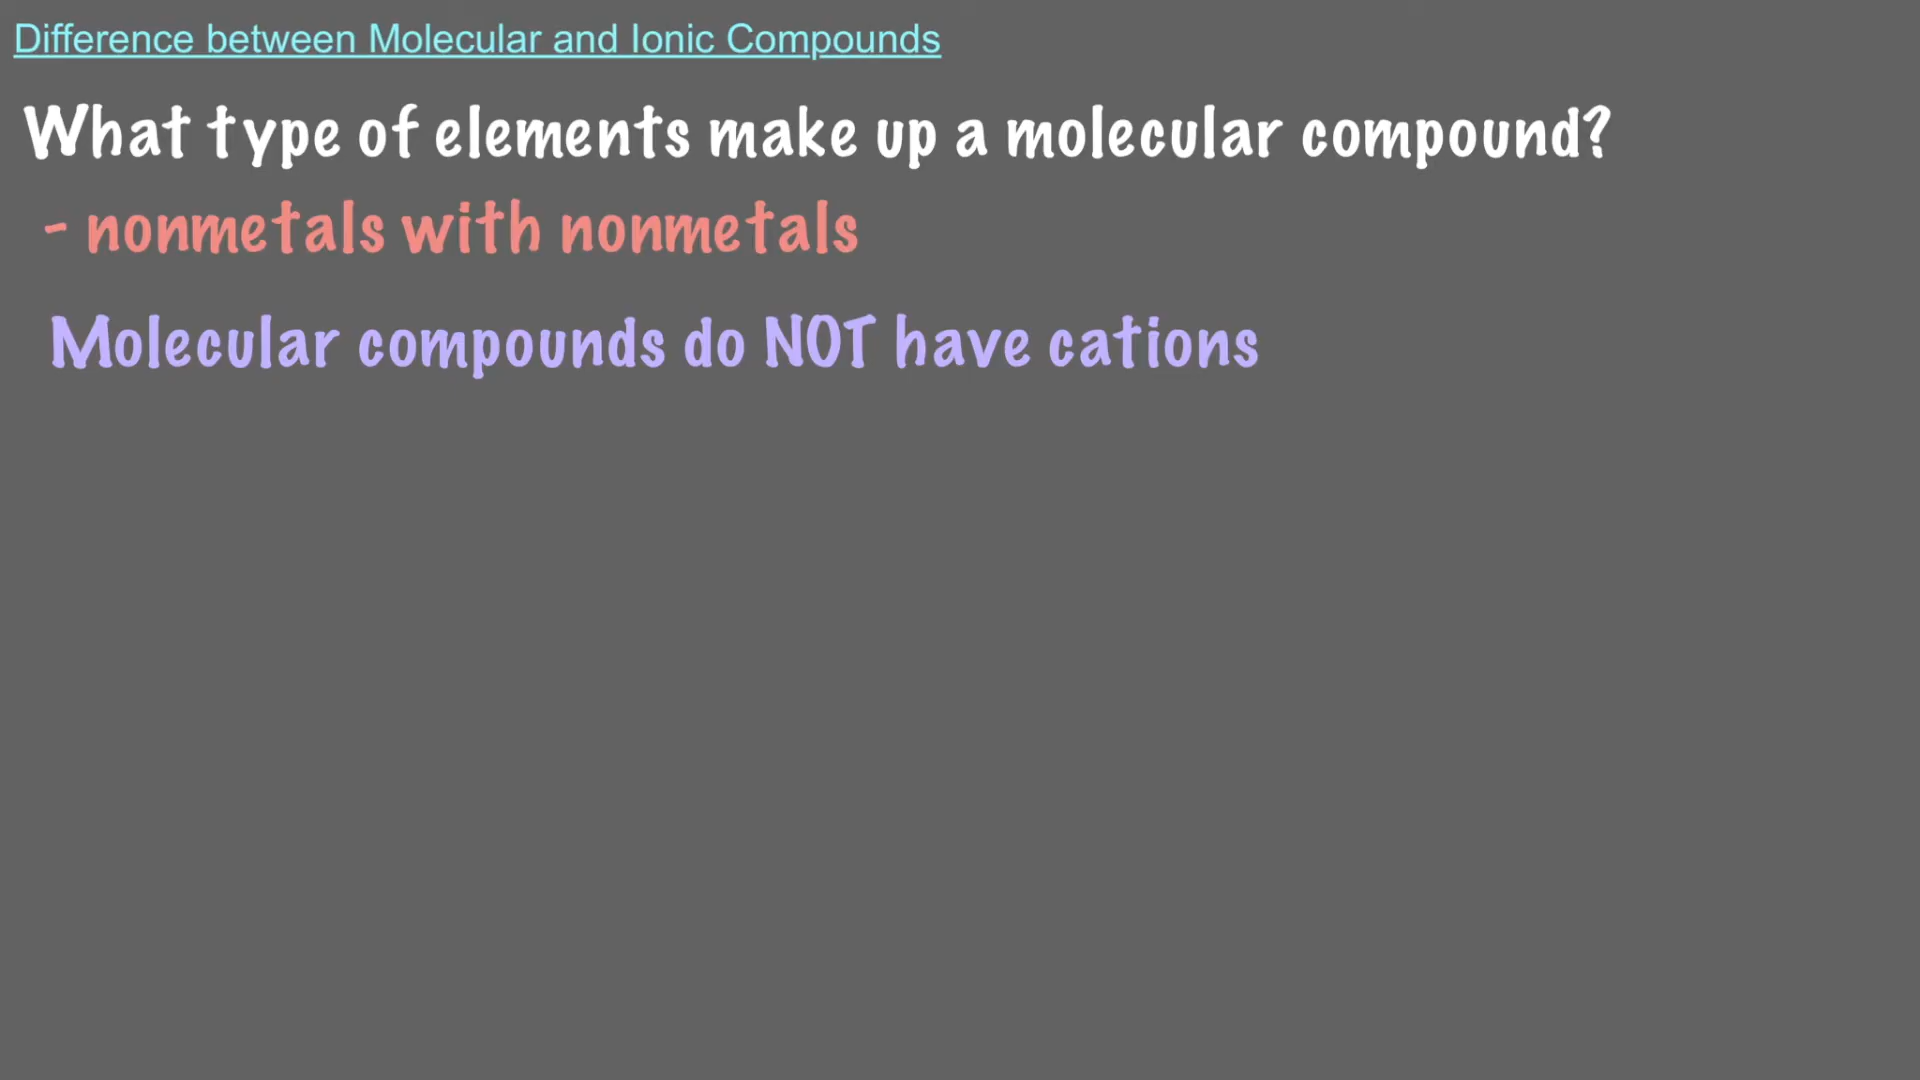 Difference between Molecular and Ionic Compounds
What type of elements make up a molecular compound?
- nonmetals with nonmetals
Molecular compounds do NOT have cations